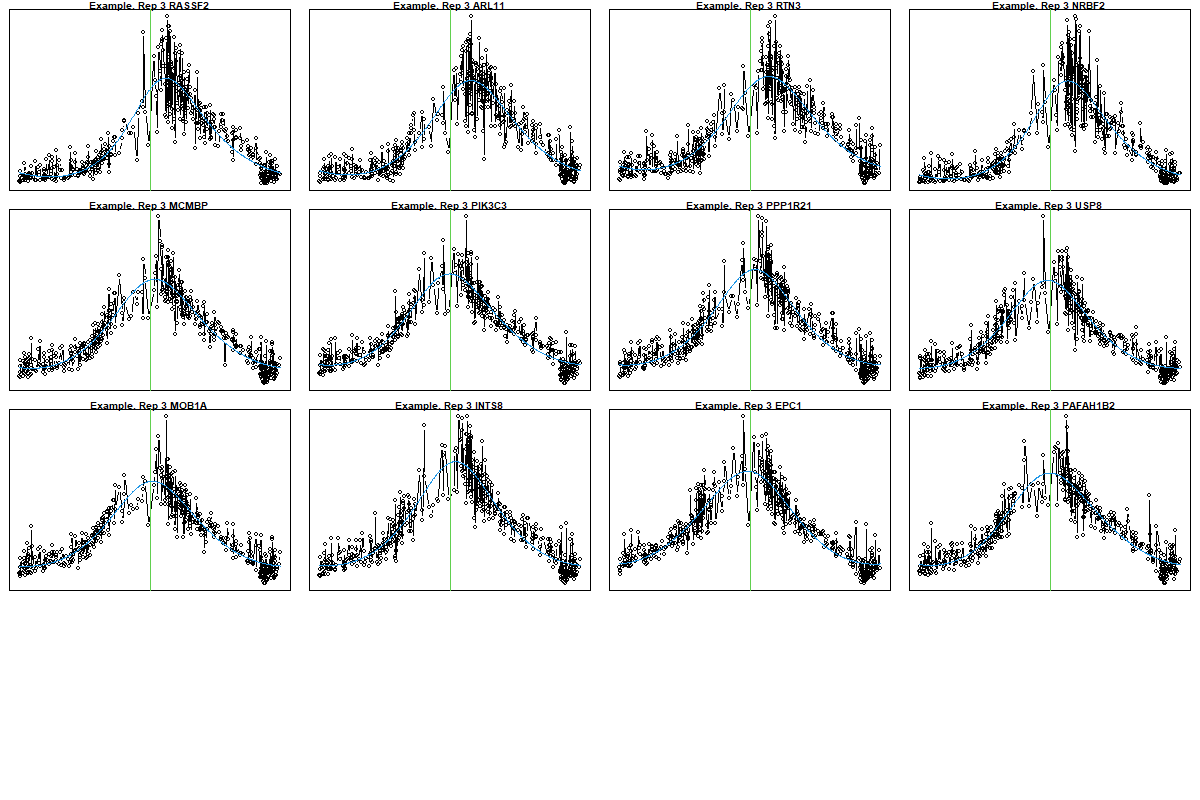 Example. Rep 3 RASSF2
Example. Rep 3 ARL11
Example. Rep 3 RTN3
Example. Rep 3 NRBF2
Example. Rep 3 MCMBP
Example. Rep 3 PIK3C3
Example. Rep 3 PPP1R21
Example. Rep 3 USP8
Example. Rep 3 MOB1A
Example. Rep 3 INTS8
Example. Rep 3 EPC1
Example. Rep 3 PAFAH1B2